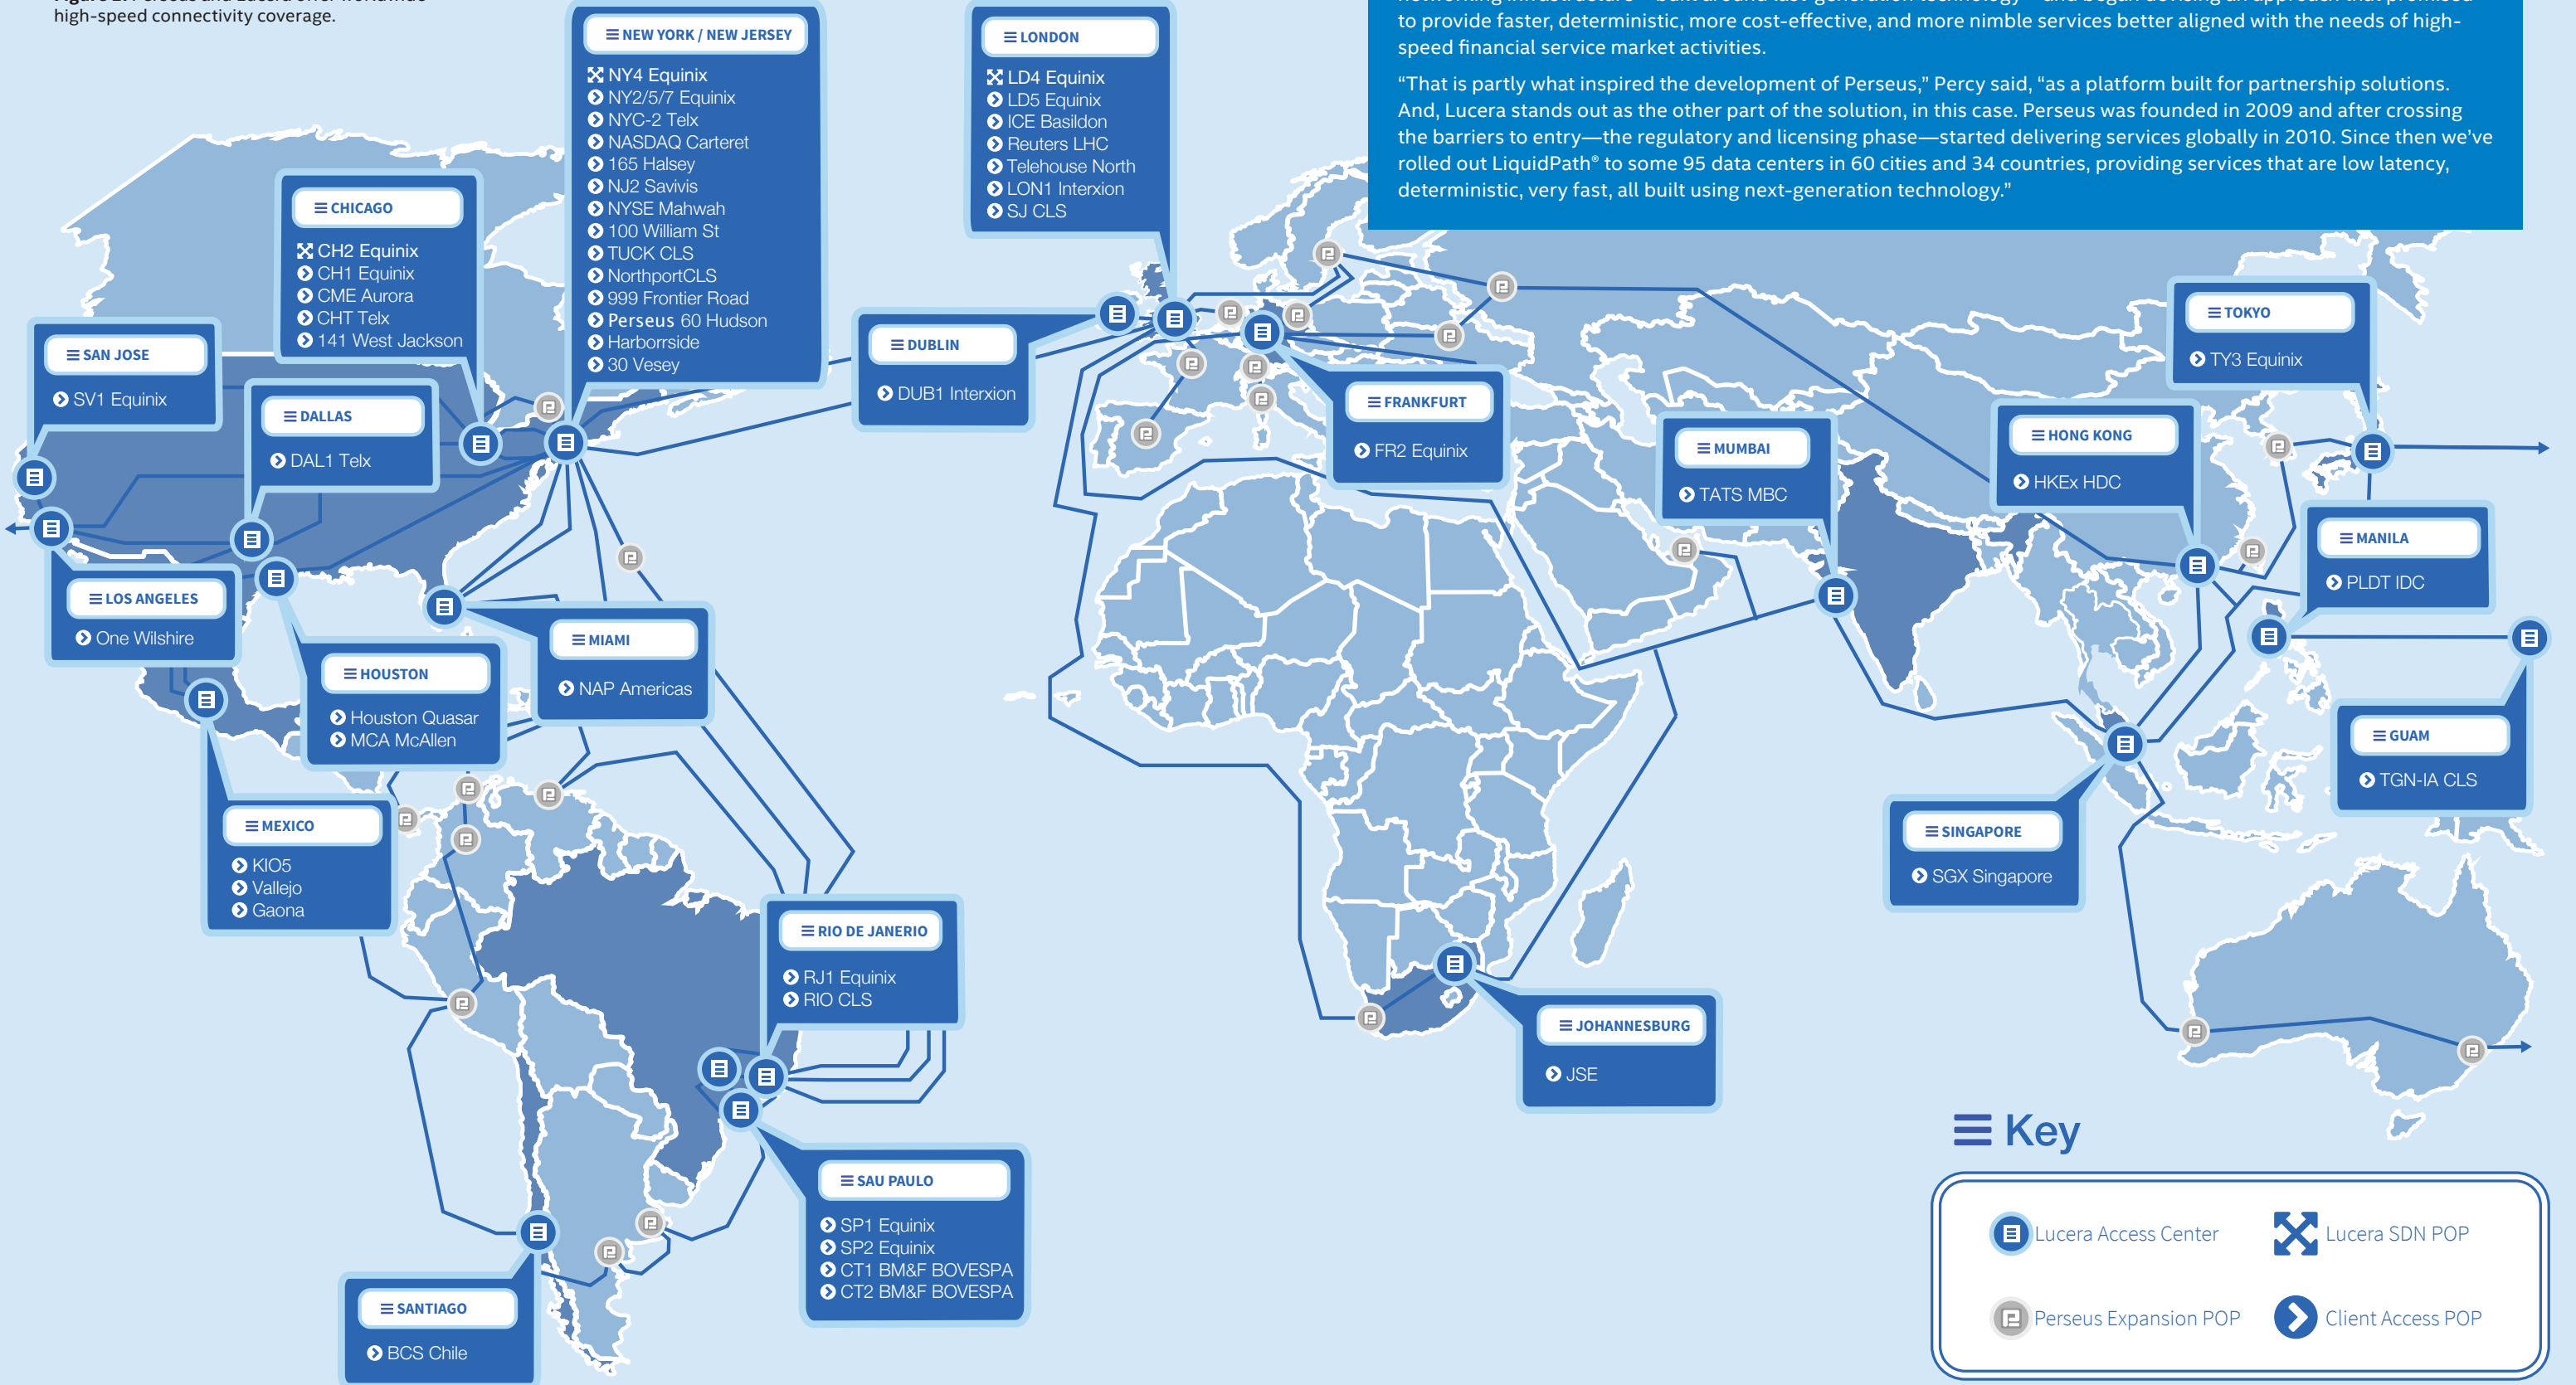 high-speed connectivity coverage.
to provide faster, deterministic, more cost-effective, and more nimble services better aligned with the needs of high-
speed financial service market activities.
“That is partly what inspired the development of Perseus,” Percy said, “as a platform built for partnership solutions.
And, Lucera stands out as the other part of the solution, in this case. Perseus was founded in 2009 and after crossing
the barriers to entry—the regulatory and licensing phase—started delivering services globally in 2010. Since then we’ve
rolled out LiquidPath® to some 95 data centers in 60 cities and 34 countries, providing services that are low latency,
deterministic, very fast, all built using next-generation technology.”
NEW YORK / NEW JERSEY
NY4 Equinix
NY2/5/7 Equinix
NYC-2 Telx
NASDAQ Carteret
165 Halsey
NJ2 Savivis
NYSE Mahwah
100 William St
TUCK CLS
NorthportCLS
999 Frontier Road
Perseus 60 Hudson
Harborrside
30 Vesey
LONDON
LD4 Equinix
LD5 Equinix
ICE Basildon
Reuters LHC
Telehouse North
LON1 Interxion
SJ CLS
CHICAGO
CH2 Equinix
CH1 Equinix
CME Aurora
CHT Telx
141 West Jackson
SAN JOSE
SV1 Equinix
DALLAS
DAL1 Telx
DUBLIN
DUB1 Interxion
FRANKFURT
FR2 Equinix
MUMBAI
TATS MBC
HONG KONG
HKEx HDC
TOKYO
TY3 Equinix
MANILA
PLDT IDC
LOS ANGELES
One Wilshire
HOUSTON
Houston Quasar
MCA McAllen
MIAMI
NAP Americas
GUAM
TGN-IA CLS
MEXICO
KIO5
Vallejo
Gaona
SINGAPORE
SGX Singapore
RIO DE JANERIO
RJ1 Equinix
RIO CLS
JOHANNESBURG
JSE
SAU PAULO
SP1 Equinix
SP2 Equinix
CT1 BM&F BOVESPA
CT2 BM&F BOVESPA
SANTIAGO
BCS Chile
Key
Lucera Access Center
Lucera SDN POP
Perseus Expansion POP
Client Access POP